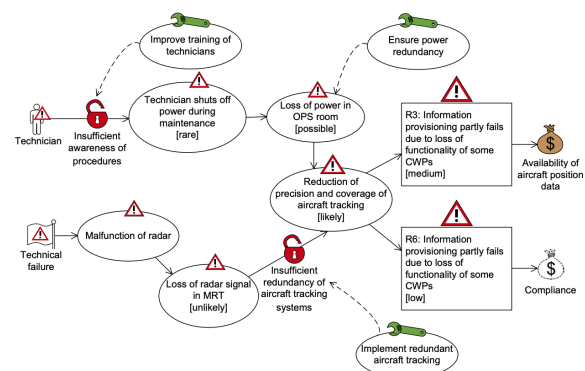 Improve training of
technicians
Ensure power
redundancy
Technician
Insufficient
awareness of
procedures
Technician shuts off
power during
maintenance
[rare]
Loss of power in
OPS room
[possible]
R3: Information
provisioning partly fails
due to loss of
functionality of some
CWPs
[medium]
$
Availability of
aircraft position
data
Reduction of
precision and coverage of
aircraft tracking
[likely]
Technical
failure
Malfunction of radar
Loss of radar signal
in MRT
[unlikely]
Insufficient
redundancy of
aircraft tracking
systems
R6: Information
provisioning partly fails
due to loss of
functionality of some
CWPs
[low]
$
Compliance
Implement redundant
aircraft tracking